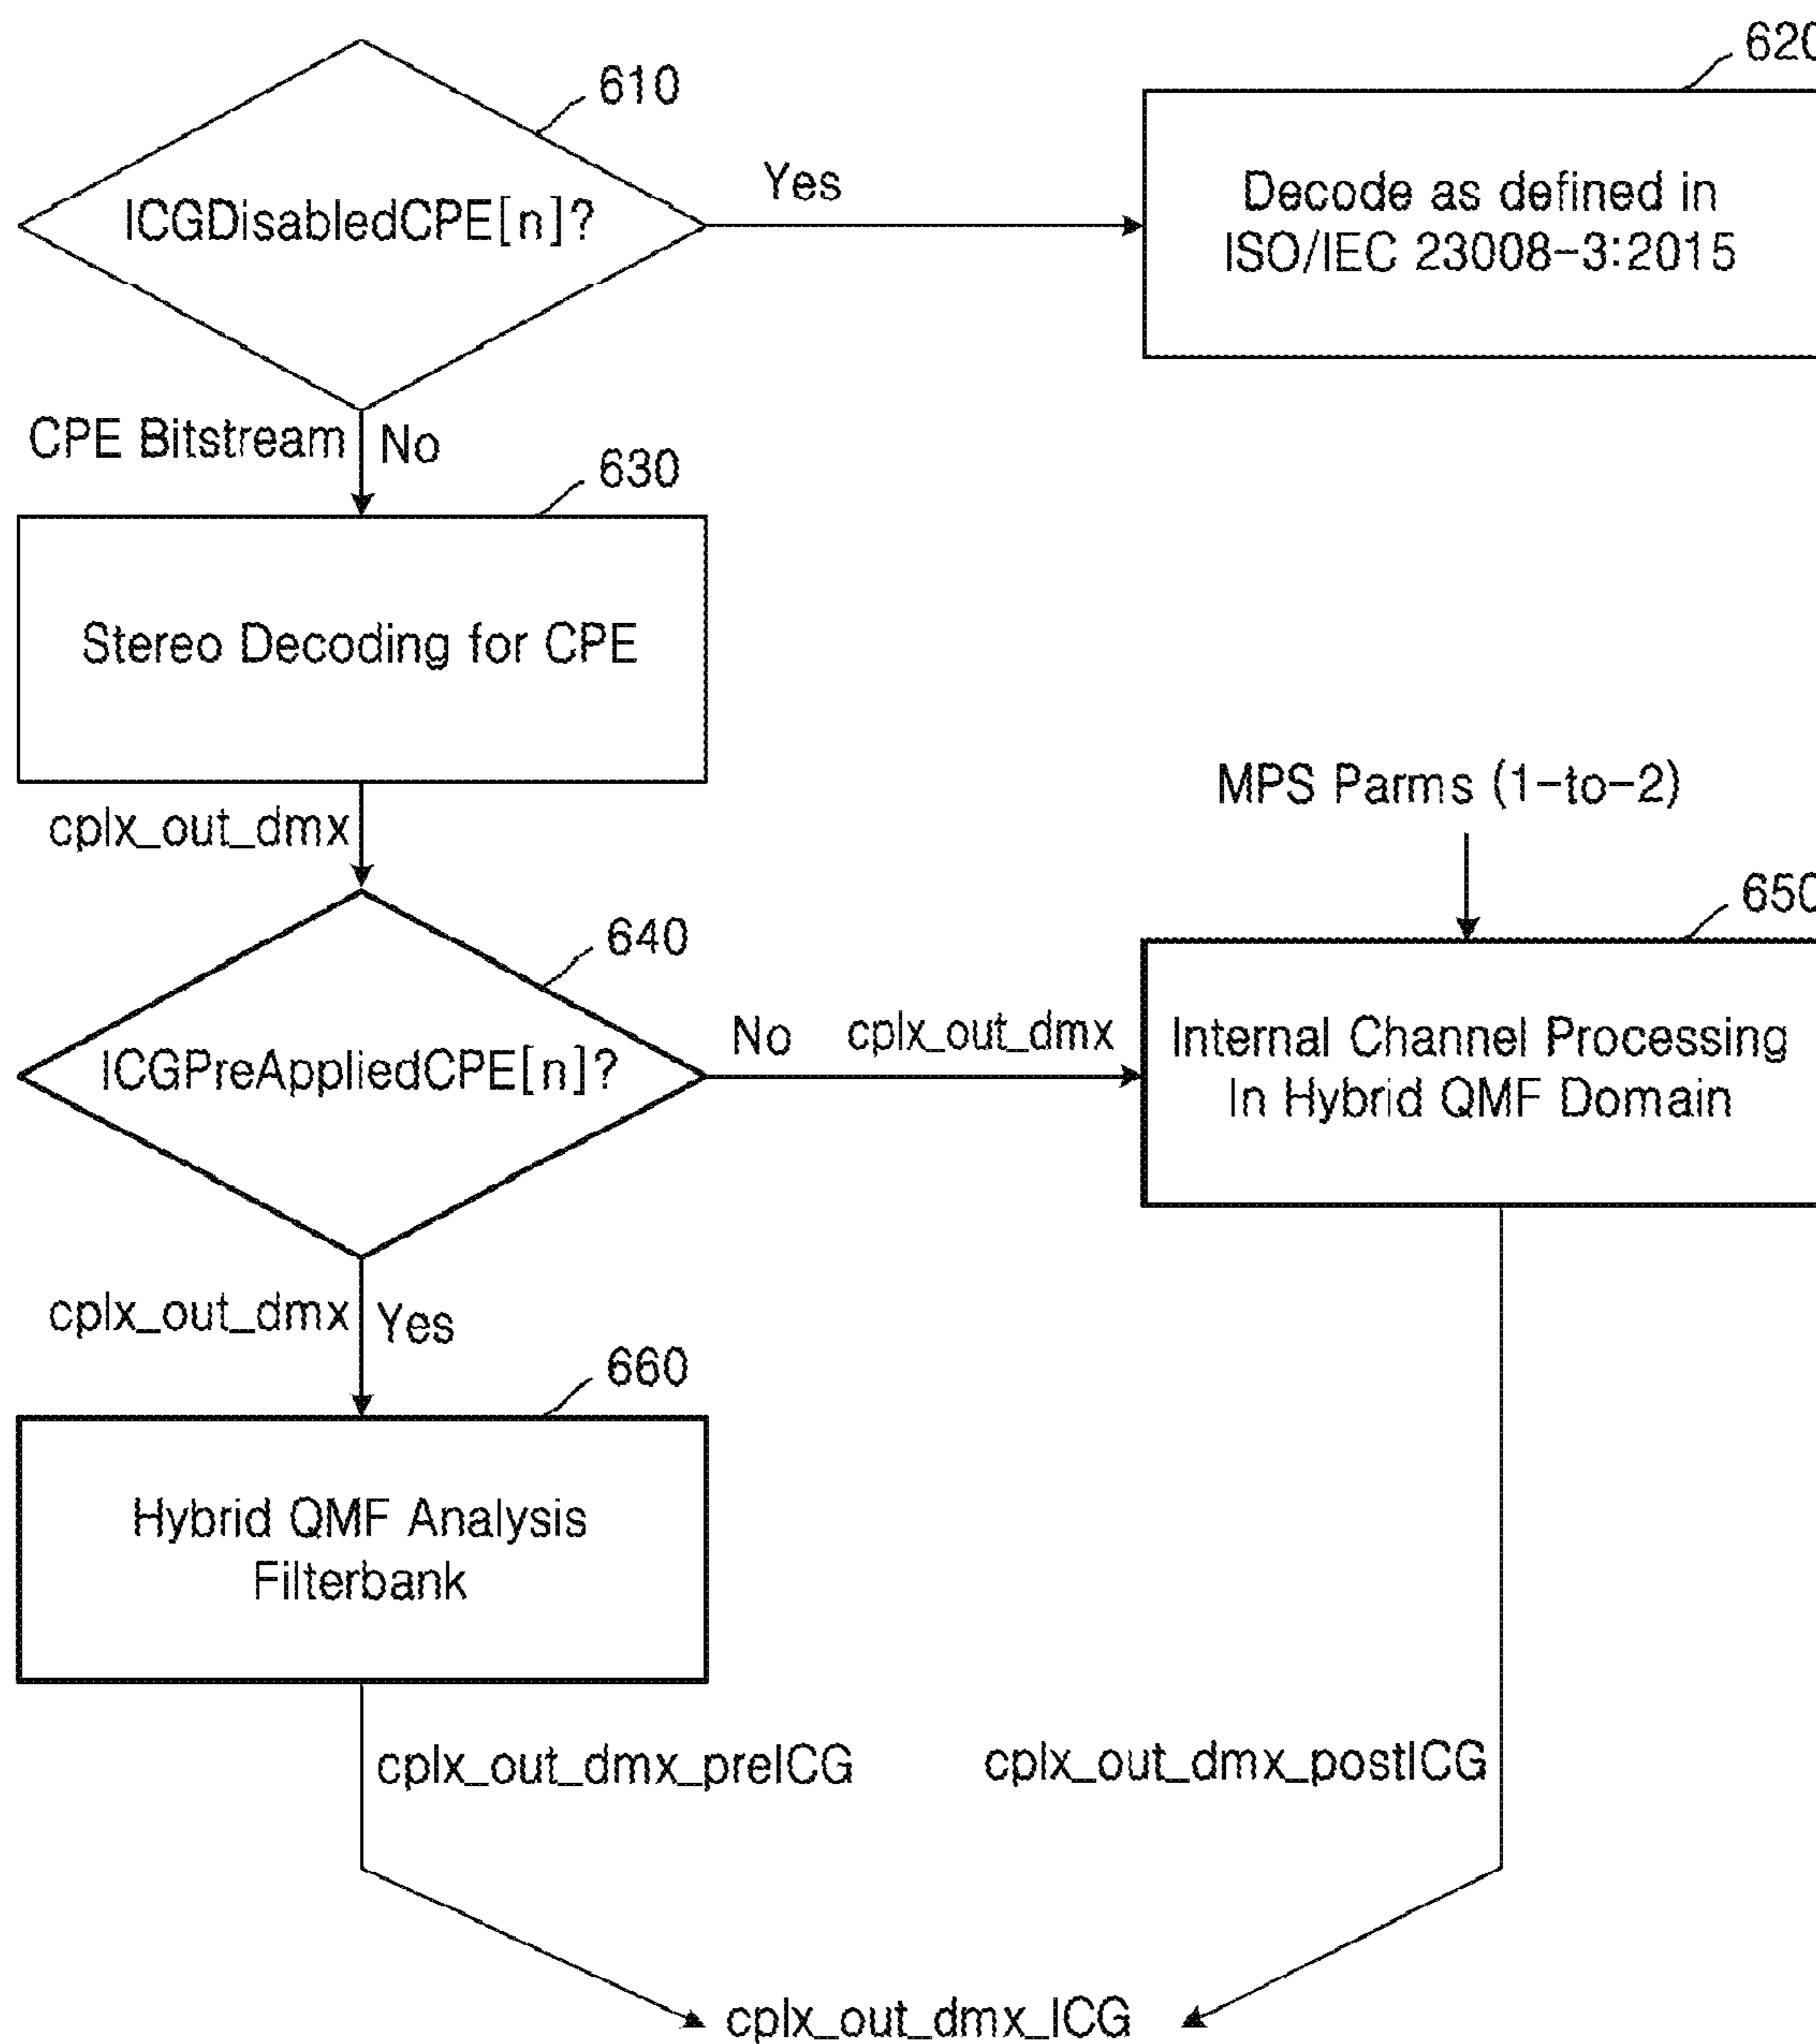 610
620
ICGDisabledCPE[n]?
Yes
Decode as defined in
ISO/IEC 23008-3:2015
CPE Bitstream
No
630
Stereo Decoding for CPE
cplx_out_dmx
MPS Parms (1-to-2)
640
650
ICGPreAppliedCPE[n]?
No
cplx_out_dmx
Internal Channel Processing
In Hybrid QMF Domain
cplx_out_dmx
Yes
660
Hybrid QMF Analysis
Filterbank
cplx_out_dmx_preICG
cplx_out_dmx_postICG
cplx_out_dmx_ICG